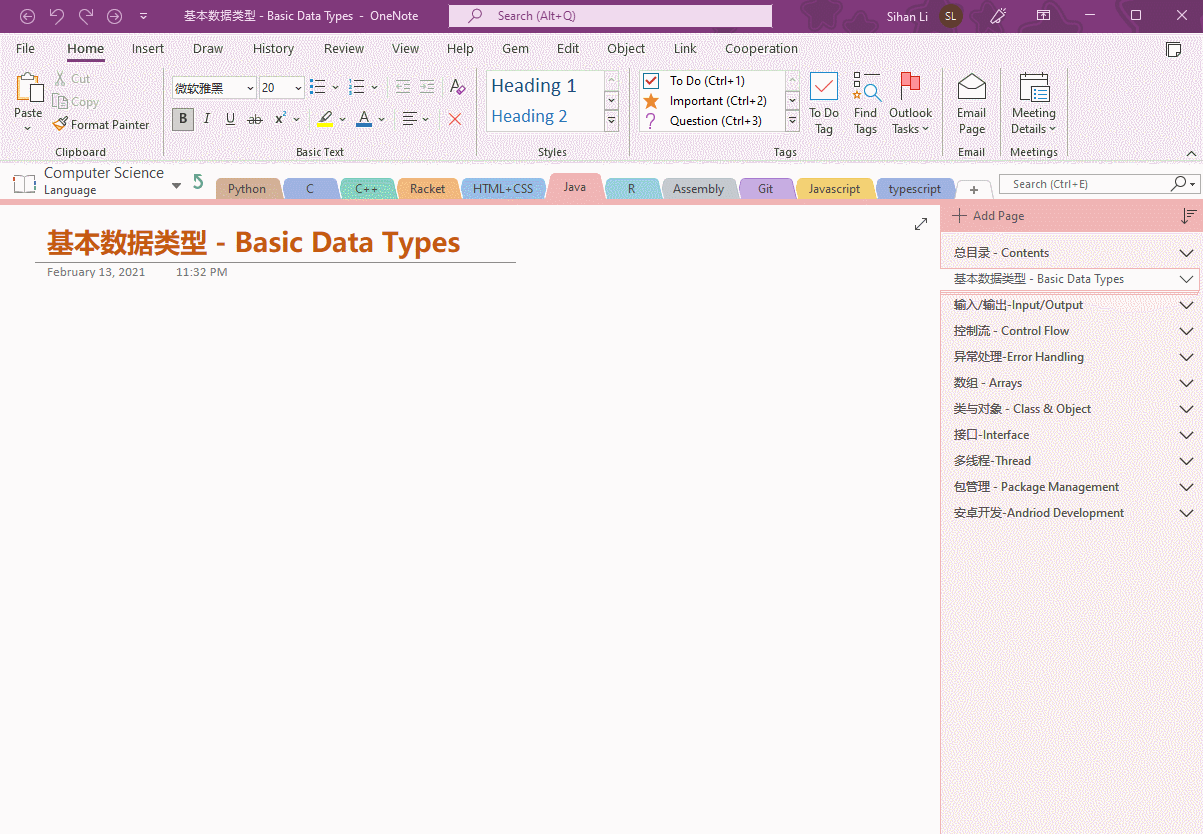 基本数据类型 - Basic Data Types - OneNote
Search (Alt+Q)
Sihan Li
SL
File Home Insert Draw History Review View Help Gem Edit Object Link Cooperation
Paste
Cut
Copy
Format Painter
Clipboard
微软雅黑
20
B I U ab x²
A
Basic Text
Heading 1
Heading 2
Styles
To Do (Ctrl+1)
Important (Ctrl+2)
Question (Ctrl+3)
To Do
Tag
Find
Tags
Outlook
Tasks
Tags
Email
Page
Email
Meeting
Details
Meetings
Computer Science
Language
Python C C++ Racket HTML+CSS Java R Assembly Git Javascript typescript +
Search (Ctrl+E)
基本数据类型 - Basic Data Types
February 13, 2021 11:32 PM
Add Page
总目录 - Contents
基本数据类型 - Basic Data Types
输入/输出-Input/Output
控制流 - Control Flow
异常处理-Error Handling
数组 - Arrays
类与对象 - Class & Object
接口-Interface
多线程-Thread
包管理 - Package Management
安卓开发-Andriod Development